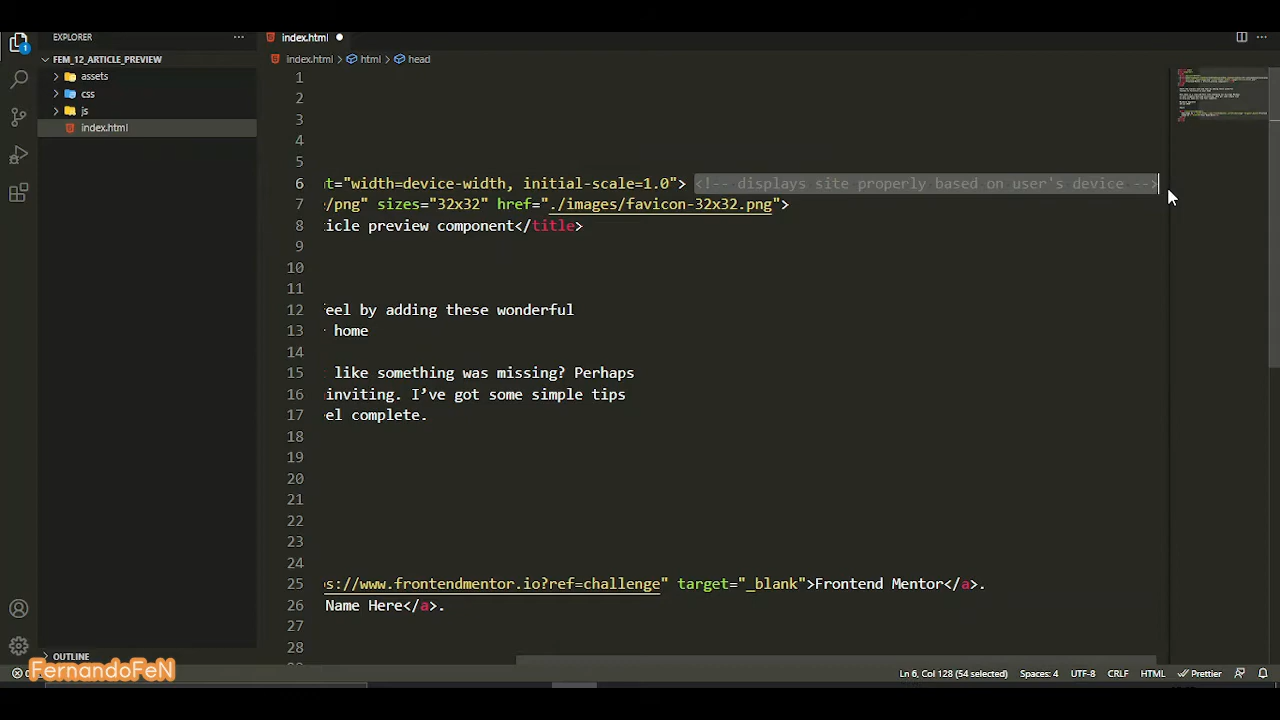 EXPLORER
index.html
FEM_12_ARTICLE_PREVIEW
index.html > html > head
assets
css
js
index.html
1
2
3
4
5
6 nt="width=device-width, initial-scale=1.0"> <!-- displays site properly based on user's device -->
7 e/png" sizes="32x32" href="./images/favicon-32x32.png">
8 icle preview component</title>
9
10
11
12 feel by adding these wonderful
13 home
14
15 like something was missing? Perhaps
16 inviting. I've got some simple tips
17 el complete.
18
19
20
21
22
23
24
25 s://www.frontendmentor.io?ref=challenge" target="_blank">Frontend Mentor</a>.
26 Name Here</a>.
27
28
OUTLINE
FernandoFeN
Ln 6, Col 128 (54 selected) Spaces: 4 UTF-8 CRLF HTML Prettier